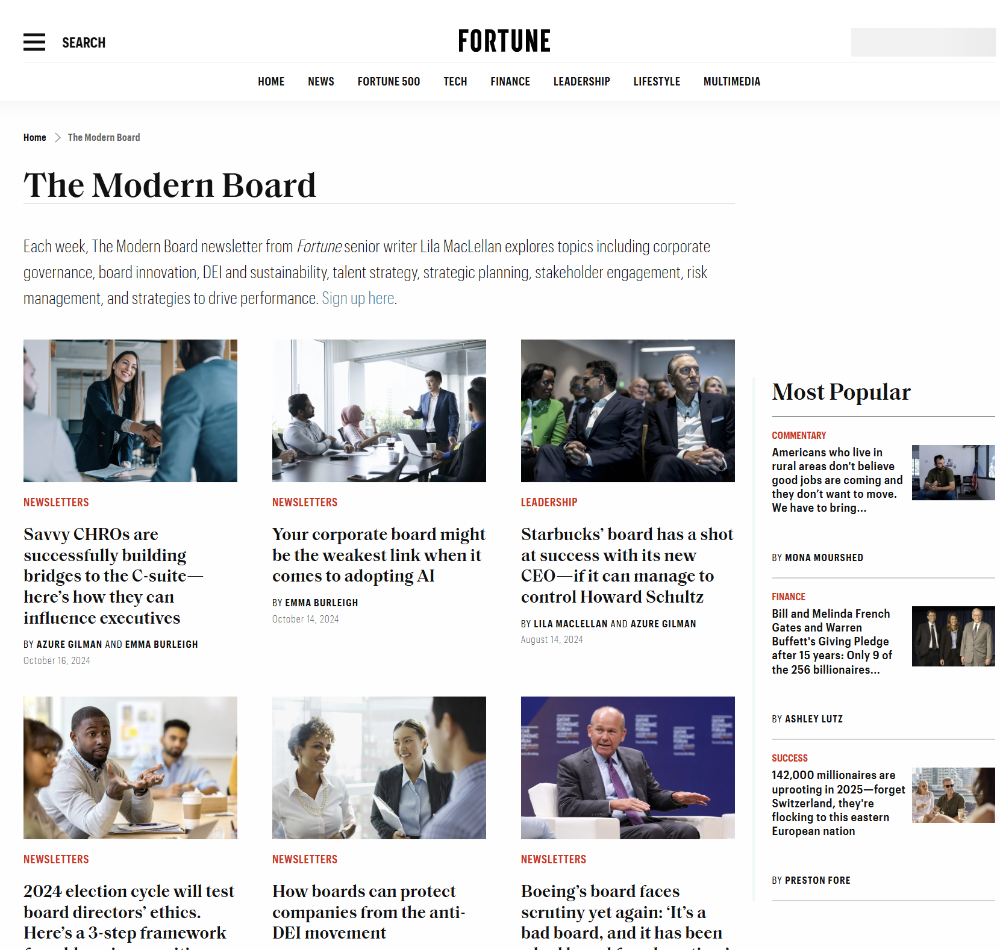 SEARCH
FORTUNE
HOME NEWS FORTUNE 500 TECH FINANCE LEADERSHIP LIFESTYLE MULTIMEDIA
Home The Modern Board
The Modern Board
Each week, The Modern Board newsletter from Fortune senior writer Lila MacLellan explores topics including corporate
governance, board innovation, DEI and sustainability, talent strategy, strategic planning, stakeholder engagement, risk
management, and strategies to drive performance. Sign up here.
NEWSLETTERS
Savvy CHROs are
successfully building
bridges to the C-suite—
here’s how they can
influence executives
BY AZURE GILMAN AND EMMA BURLEIGH
October 16, 2024
NEWSLETTERS
Your corporate board might
be the weakest link when it
comes to adopting AI
BY EMMA BURLEIGH
October 14, 2024
LEADERSHIP
Starbucks’ board has a shot
at success with its new
CEO—if it can manage to
control Howard Schultz
BY LILA MACLELLAN AND AZURE GILMAN
August 14, 2024
NEWSLETTERS
2024 election cycle will test
board directors’ ethics.
Here’s a 3-step framework
NEWSLETTERS
How boards can protect
companies from the anti-
DEI movement
QATAR
ECONOMIC
FORUM
NEWSLETTERS
Boeing’s board faces
scrutiny yet again: ‘It’s a
bad board, and it has been
Most Popular
COMMENTARY
Americans who live in
rural areas don't believe
good jobs are coming and
they don’t want to move.
We have to bring...
BY MONA MOURSHED
FINANCE
Bill and Melinda French
Gates and Warren
Buffett's Giving Pledge
after 15 years: Only 9 of
the 256 billionaires...
BY ASHLEY LUTZ
SUCCESS
142,000 millionaires are
uprooting in 2025—forget
Switzerland, they're
flocking to this eastern
European nation
BY PRESTON FORE